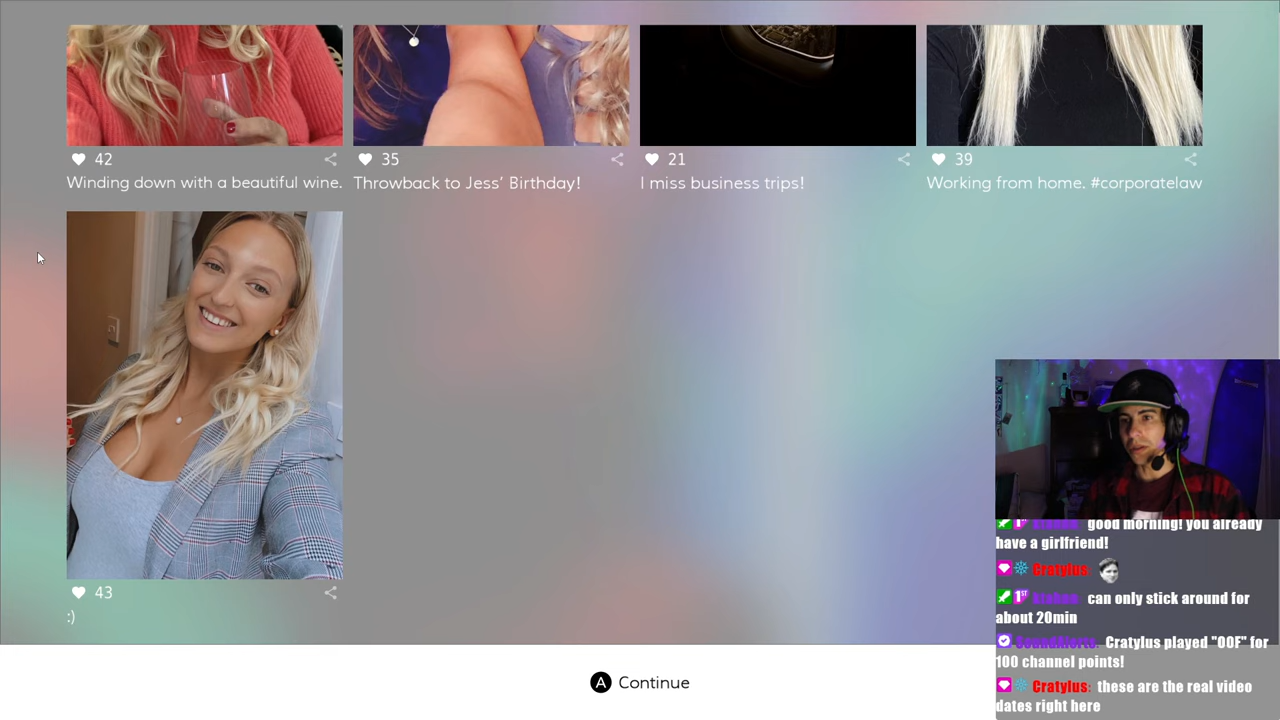 42
35
21
39
Winding down with a beautiful wine.
Throwback to Jess' Birthday!
I miss business trips!
Working from home. #corporatelaw
43
:)
A Continue
good morning! you already
have a girlfriend!
Cratylus:
can only stick around for
about 20min
SoundAlerts: Cratylus played "OOF" for
100 channel points!
Cratylus: these are the real video
dates right here